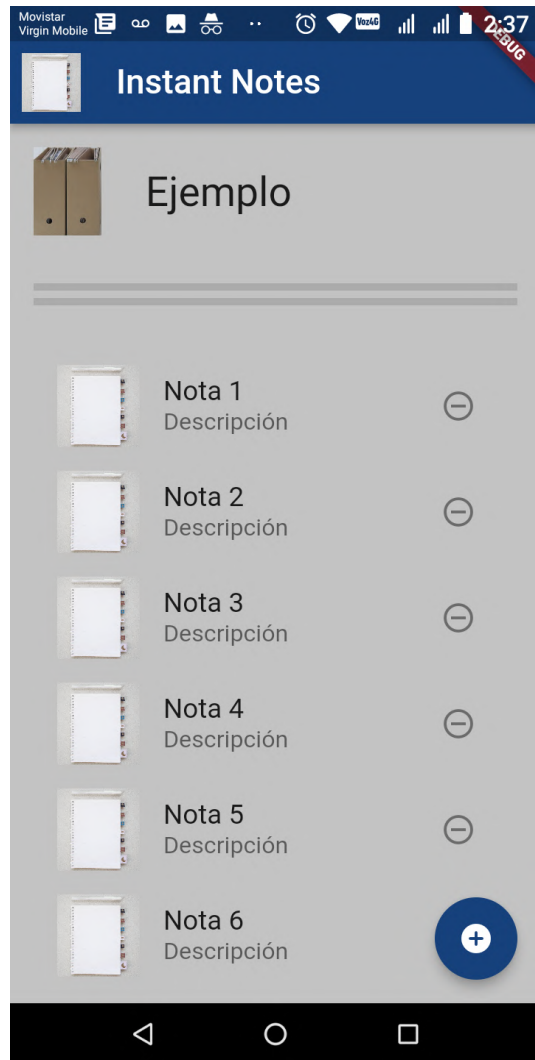 Movistar
Virgin Mobile
Voz4G
2:37
DEBUG
Instant Notes
Ejemplo
Nota 1
Descripción
Nota 2
Descripción
Nota 3
Descripción
Nota 4
Descripción
Nota 5
Descripción
Nota 6
Descripción